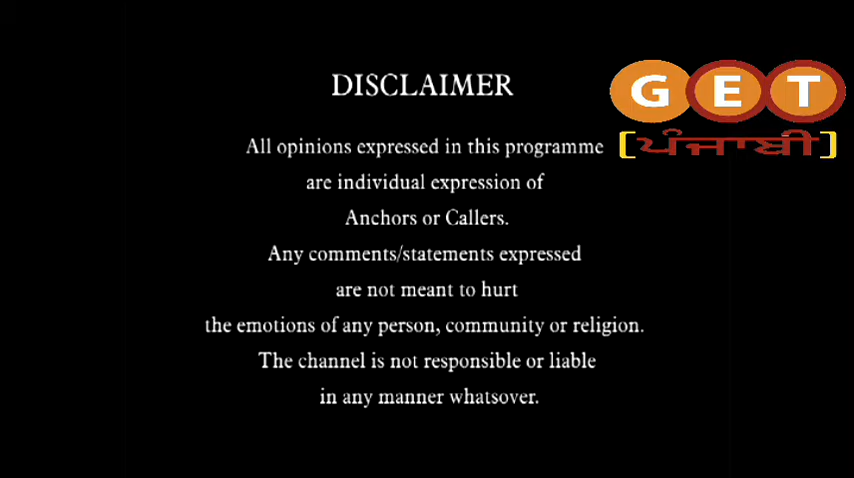 DISCLAIMER
GET
[ਪੰਜਾਬੀ]
All opinions expressed in this programme
are individual expression of
Anchors or Callers.
Any comments/statements expressed
are not meant to hurt
the emotions of any person, community or religion.
The channel is not responsible or liable
in any manner whatsover.